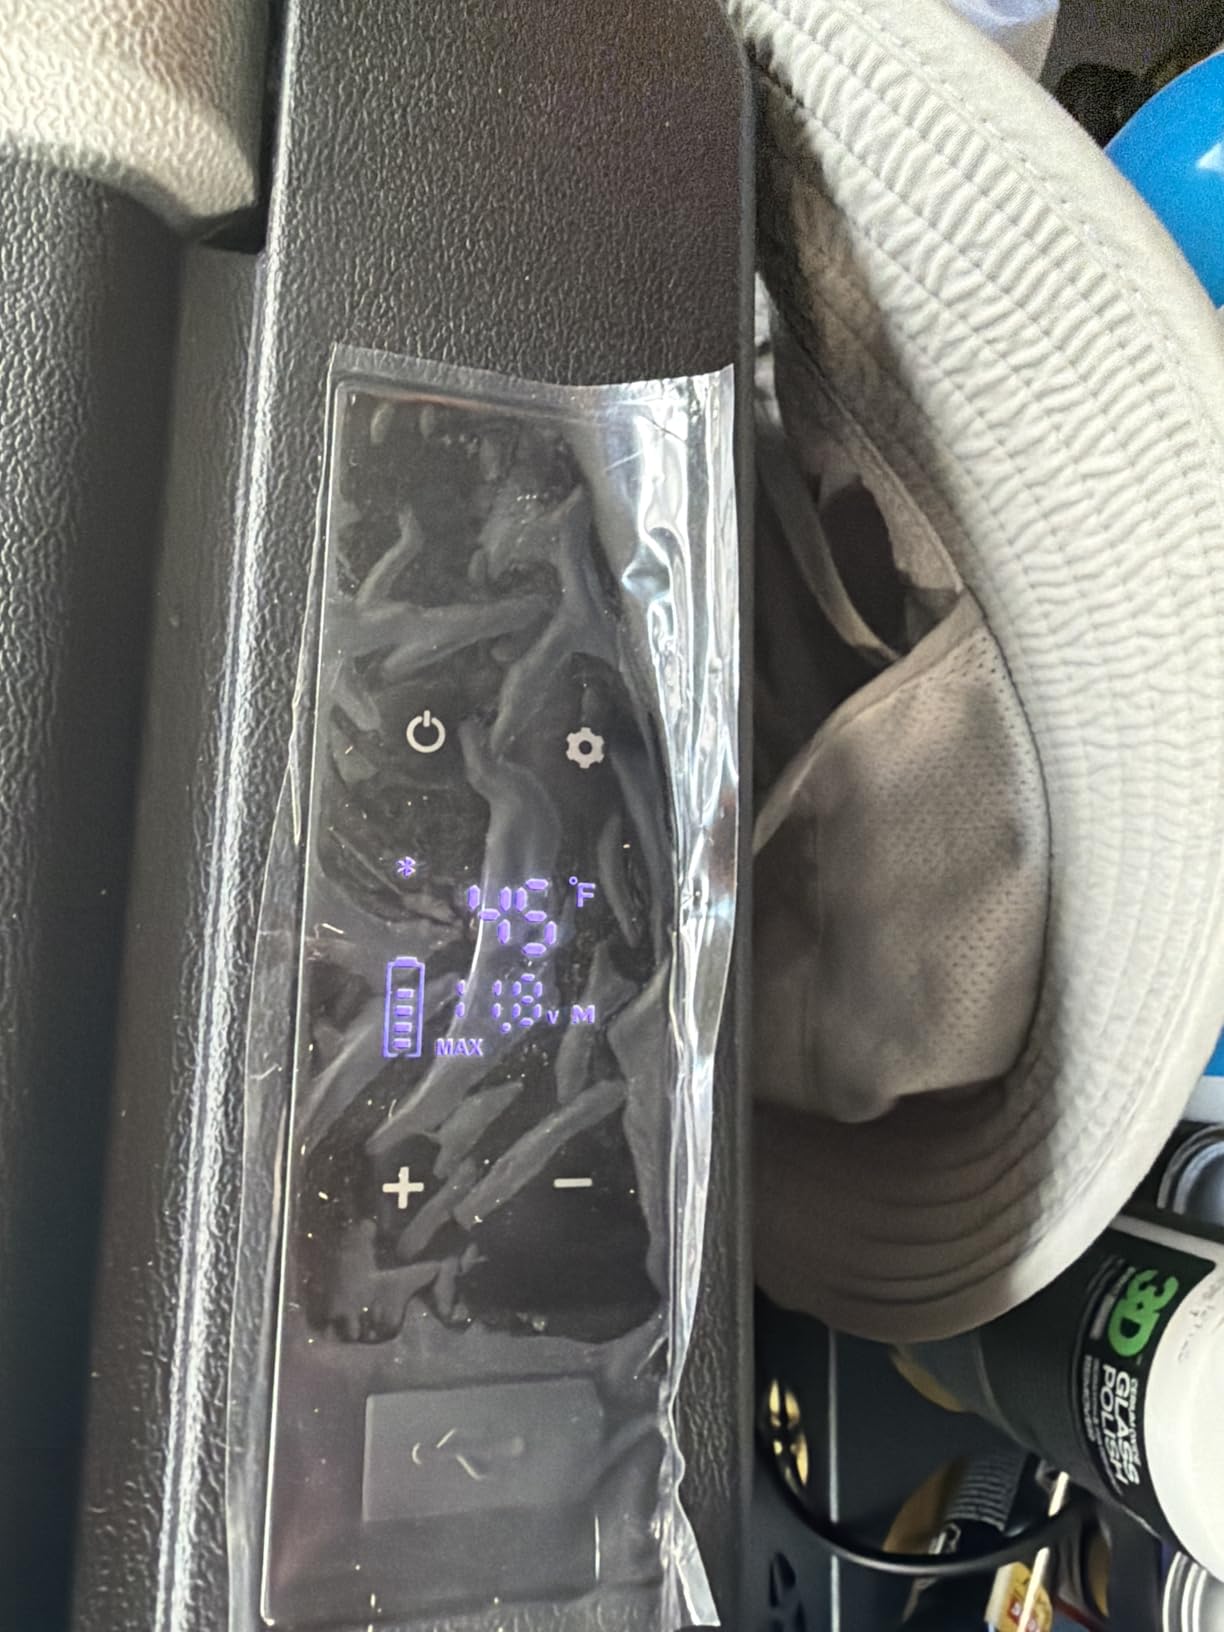 45 °F
11.8 V M
MAX
+ −
3D
GLASS
POLISH